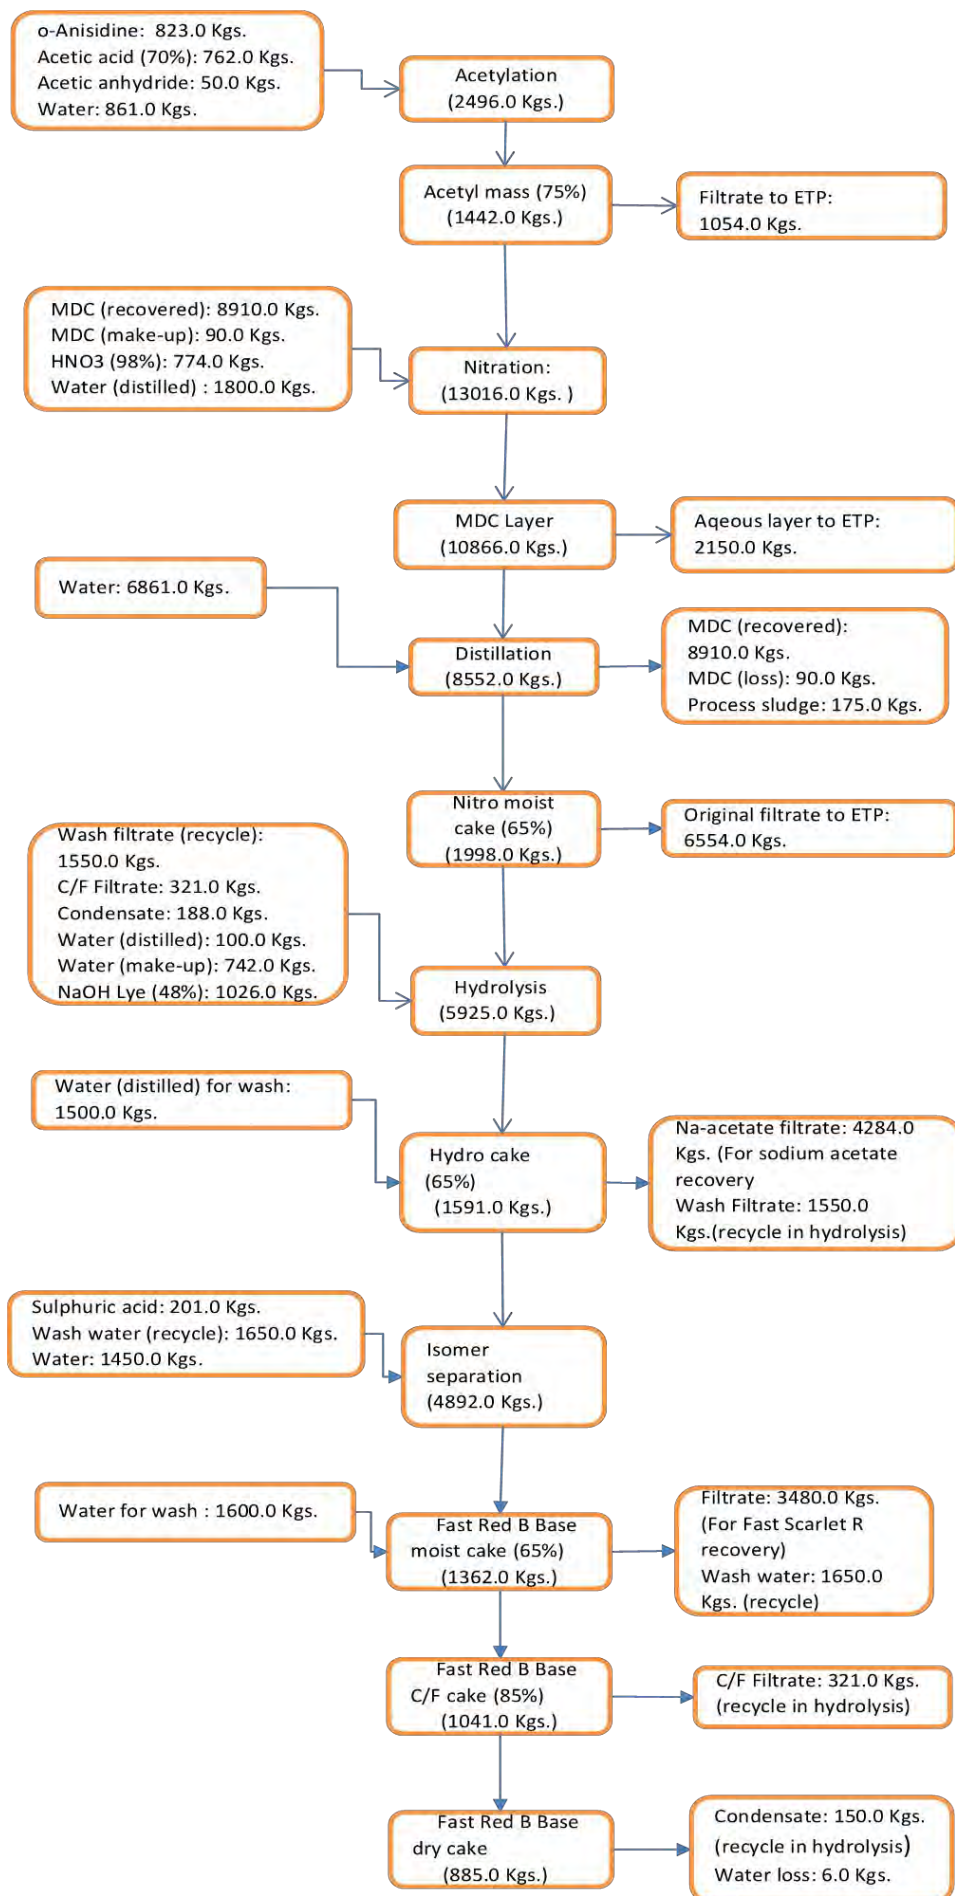 o-Anisidine: 823.0 Kgs.
Acetic acid (70%): 762.0 Kgs.
Acetic anhydride: 50.0 Kgs.
Water: 861.0 Kgs.
Acetylation
(2496.0 Kgs.)
Acetyl mass (75%)
(1442.0 Kgs.)
Filtrate to ETP:
1054.0 Kgs.
MDC (recovered): 8910.0 Kgs.
MDC (make-up): 90.0 Kgs.
HNO3 (98%): 774.0 Kgs.
Water (distilled) : 1800.0 Kgs.
Nitration:
(13016.0 Kgs. )
MDC Layer
(10866.0 Kgs.)
Aqeous layer to ETP:
2150.0 Kgs.
Water: 6861.0 Kgs.
Distillation
(8552.0 Kgs.)
MDC (recovered):
8910.0 Kgs.
MDC (loss): 90.0 Kgs.
Process sludge: 175.0 Kgs.
Nitro moist
cake (65%)
(1998.0 Kgs.)
Original filtrate to ETP:
6554.0 Kgs.
Wash filtrate (recycle):
1550.0 Kgs.
C/F Filtrate: 321.0 Kgs.
Condensate: 188.0 Kgs.
Water (distilled): 100.0 Kgs.
Water (make-up): 742.0 Kgs.
NaOH Lye (48%): 1026.0 Kgs.
Hydrolysis
(5925.0 Kgs.)
Water (distilled) for wash:
1500.0 Kgs.
Hydro cake
(65%)
(1591.0 Kgs.)
Na-acetate filtrate: 4284.0
Kgs. (For sodium acetate
recovery
Wash Filtrate: 1550.0
Kgs.(recycle in hydrolysis)
Sulphuric acid: 201.0 Kgs.
Wash water (recycle): 1650.0 Kgs.
Water: 1450.0 Kgs.
Isomer
separation
(4892.0 Kgs.)
Water for wash : 1600.0 Kgs.
Fast Red B Base
moist cake (65%)
(1362.0 Kgs.)
Filtrate: 3480.0 Kgs.
(For Fast Scarlet R
recovery)
Wash water: 1650.0
Kgs. (recycle)
Fast Red B Base
C/F cake (85%)
(1041.0 Kgs.)
C/F Filtrate: 321.0 Kgs.
(recycle in hydrolysis)
Fast Red B Base
dry cake
(885.0 Kgs.)
Condensate: 150.0 Kgs.
(recycle in hydrolysis)
Water loss: 6.0 Kgs.